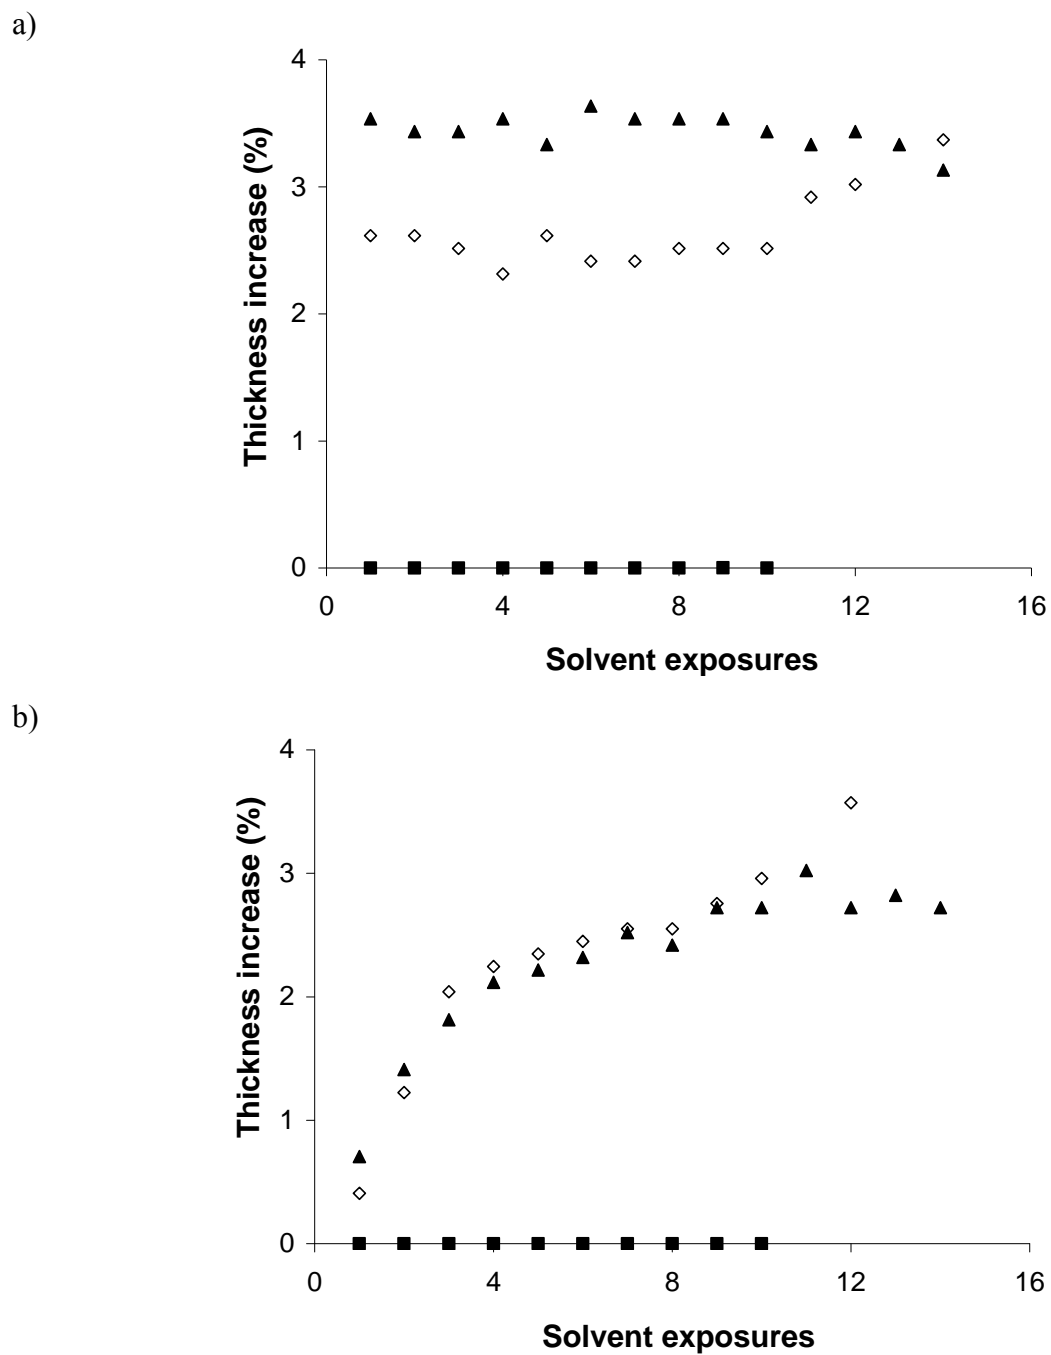 a)
4
3
2
1
0
Thickness increase (%)
0 4 8 12 16
Solvent exposures
b)
4
3
2
1
0
Thickness increase (%)
0 4 8 12 16
Solvent exposures